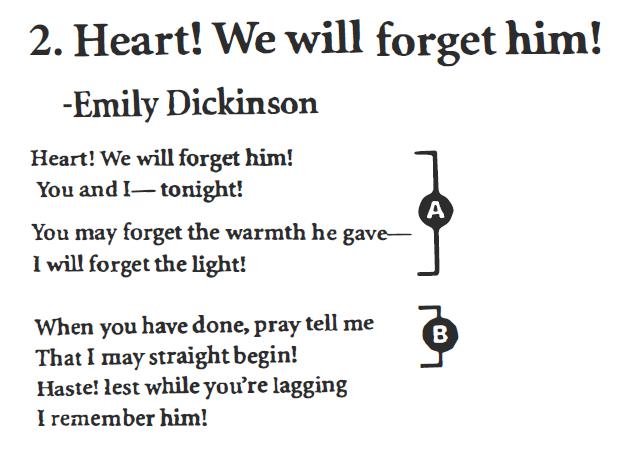 2. Heart! We will forget him!
-Emily Dickinson
Heart! We will forget him!
You and I— tonight!
You may forget the warmth he gave—
I will forget the light!
A
When you have done, pray tell me
That I may straight begin!
Haste! lest while you're lagging
I remember him!
B